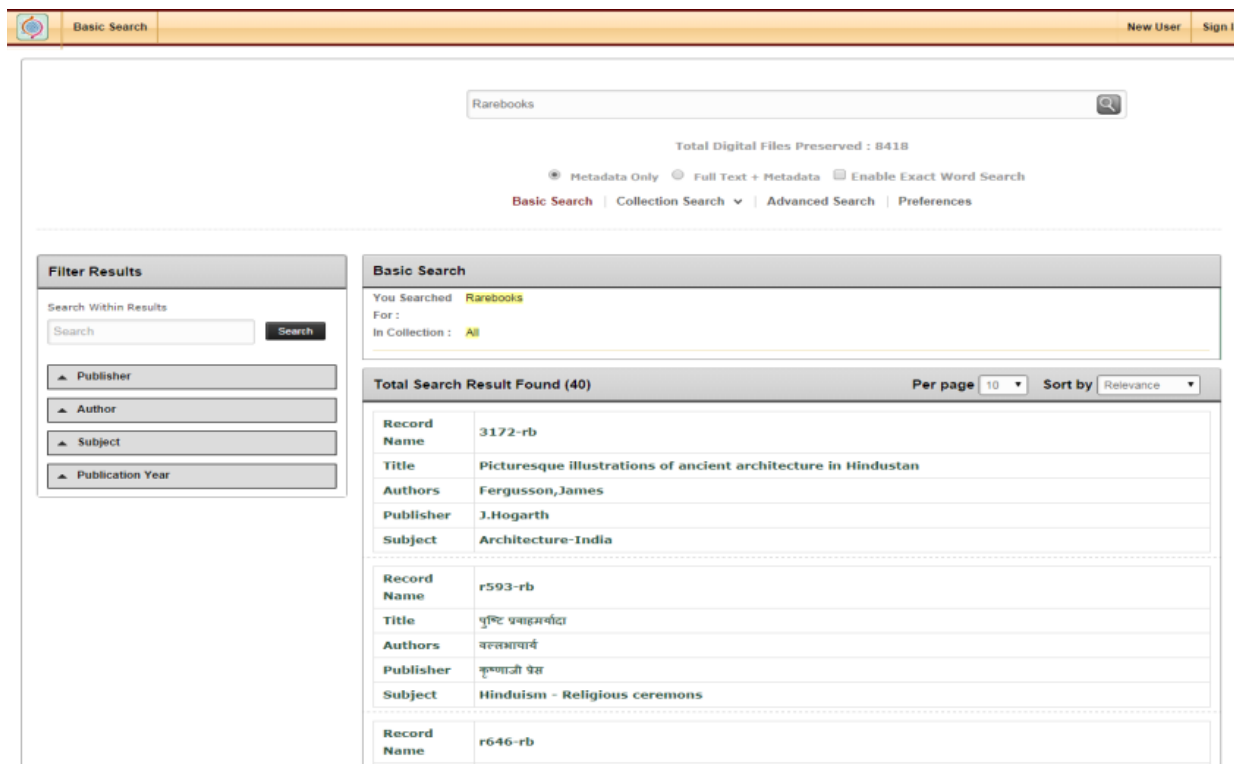 Basic Search New User Sign I
Rarebooks
Total Digital Files Preserved : 8418
Metadata Only Full Text + Metadata Enable Exact Word Search
Basic Search | Collection Search | Advanced Search | Preferences
Filter Results
Search Within Results
Search Search
Publisher
Author
Subject
Publication Year
Basic Search
You Searched For : Rarebooks
In Collection : All
Total Search Result Found (40) Per page 10 Sort by Relevance
Record Name 3172-rb
Title Picturesque illustrations of ancient architecture in Hindustan
Authors Fergusson,James
Publisher J.Hogarth
Subject Architecture-India
Record Name r593-rb
Title पुष्टि प्रवाहमर्यादा
Authors वल्लभाचार्य
Publisher कृष्णाजी प्रेस
Subject Hinduism - Religious ceremons
Record Name r646-rb